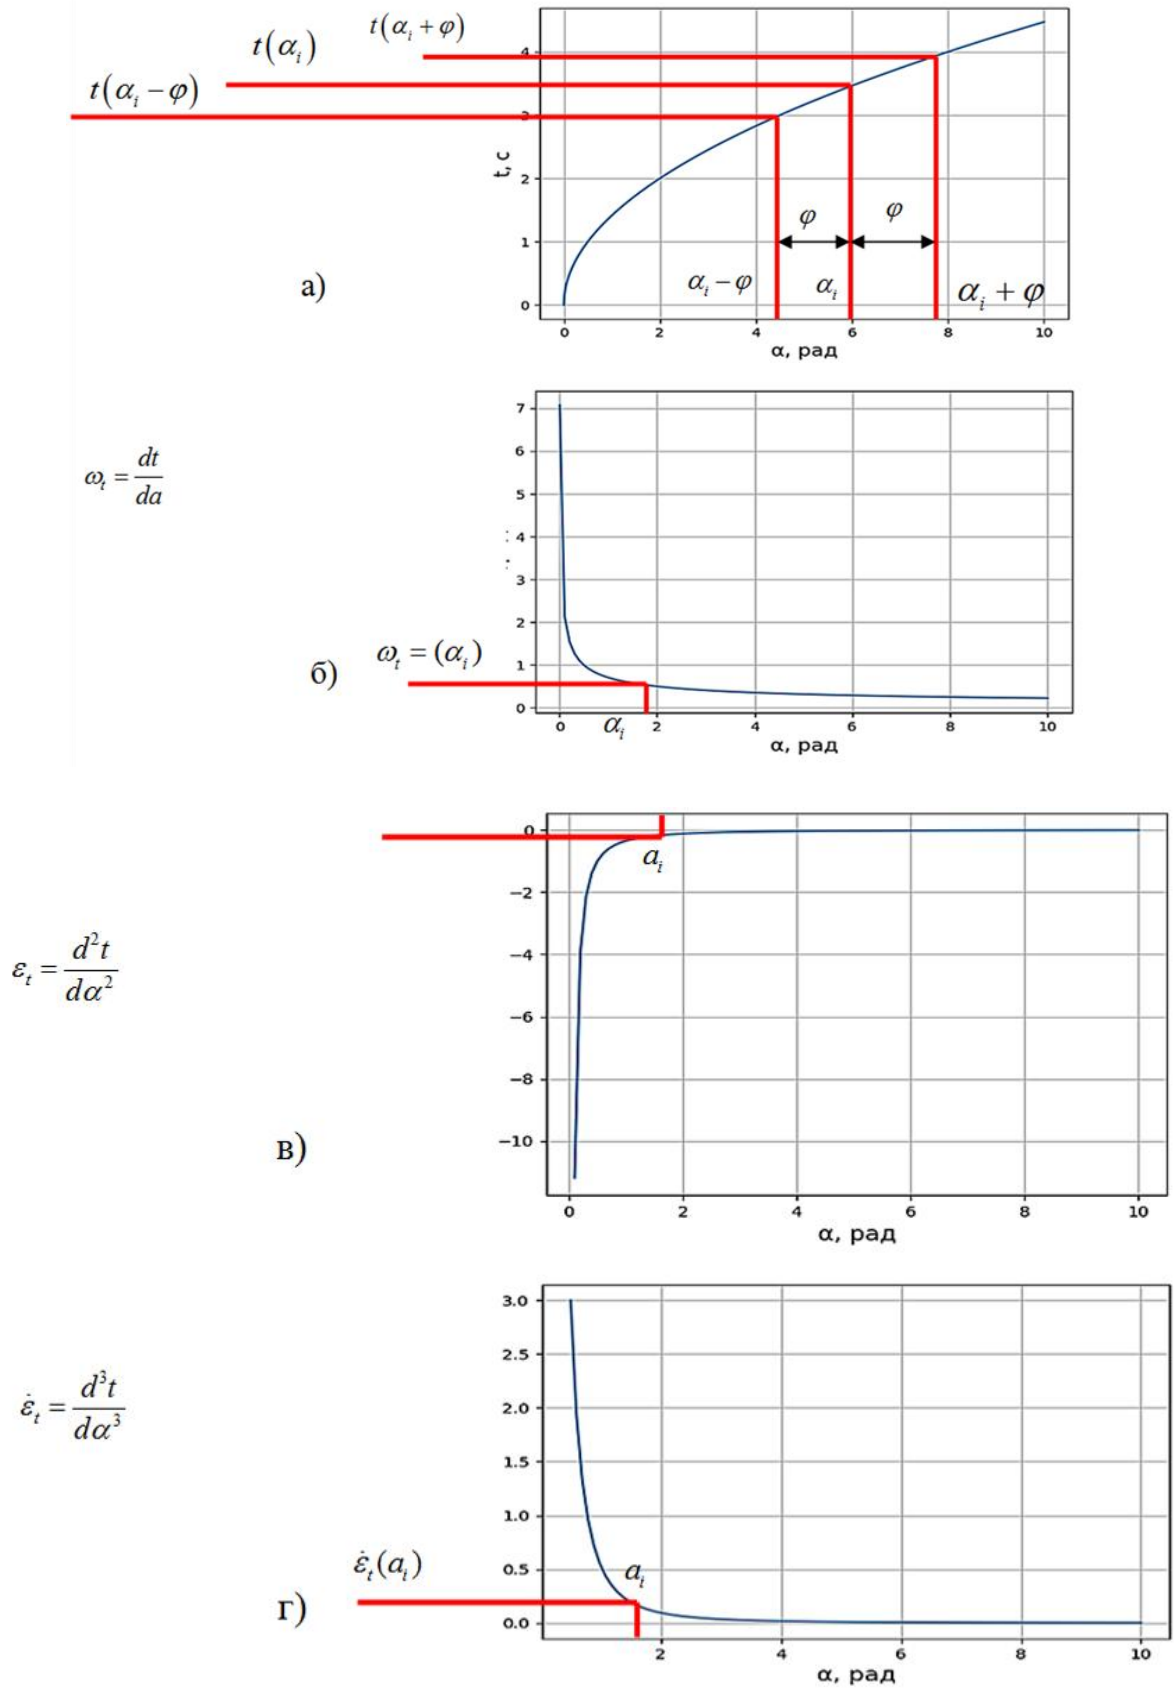 t(αᵢ + φ)
t(αᵢ)
t(αᵢ − φ)
4
3
2
1
0
t, c
φ φ
αᵢ − φ αᵢ αᵢ + φ
а)
0 2 4 6 8 10
α, рад
7
6
5
4
3
2
1
0
ωₜ = dt/da
ωₜ = (αᵢ)
б)
αᵢ
0 2 4 6 8 10
α, рад
0
−2
−4
−6
−8
−10
aᵢ
εₜ = d²t/dα²
в)
0 2 4 6 8 10
α, рад
3.0
2.5
2.0
1.5
1.0
0.5
0.0
ε̇ₜ = d³t/dα³
ε̇ₜ(aᵢ)
aᵢ
г)
2 4 6 8 10
α, рад